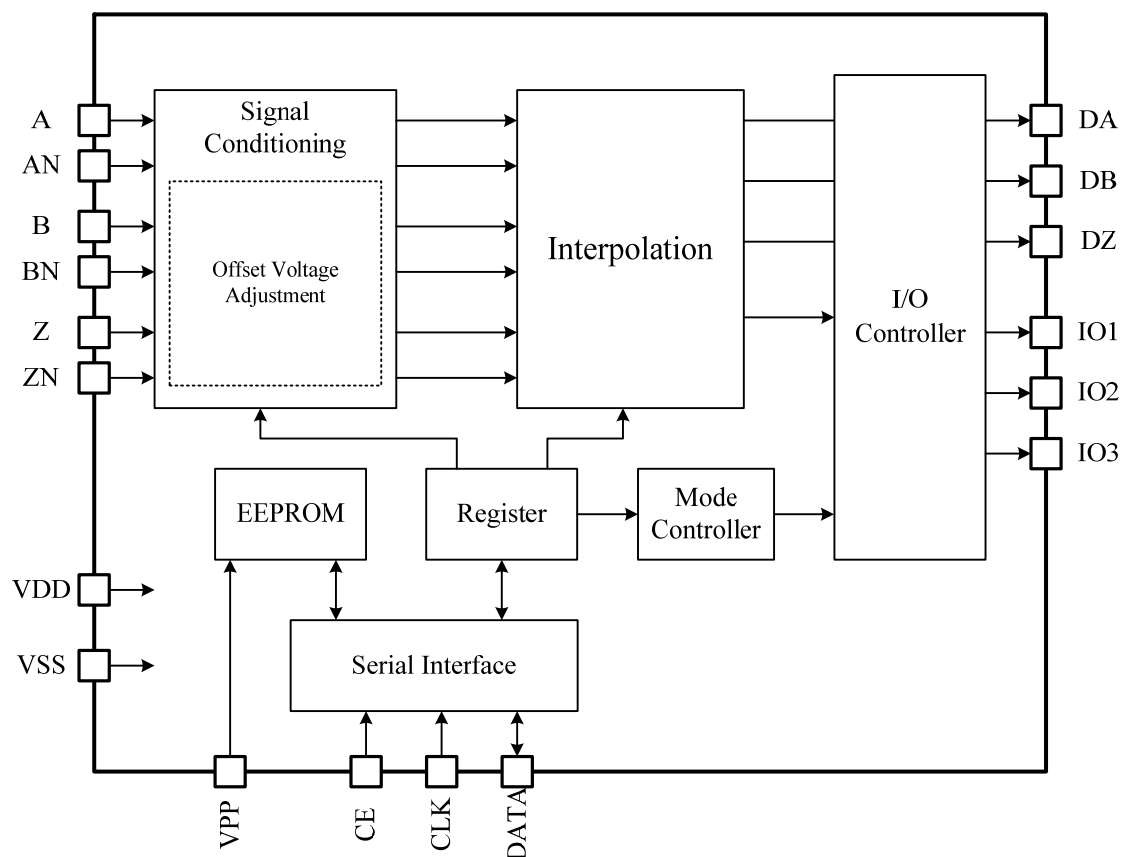 A
AN
B
BN
Z
ZN
VDD
VSS
Signal
Conditioning
Offset Voltage
Adjustment
Interpolation
I/O
Controller
EEPROM
Register
Mode
Controller
Serial Interface
DA
DB
DZ
IO1
IO2
IO3
VPP
CE
CLK
DATA